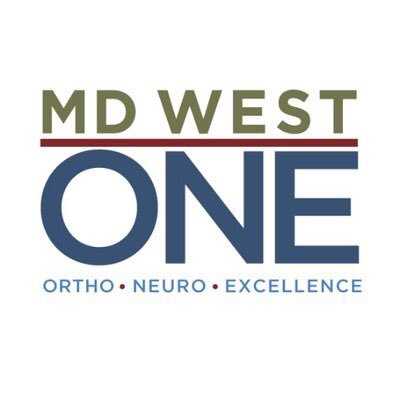 MD WEST
ONE
ORTHO • NEURO • EXCELLENCE